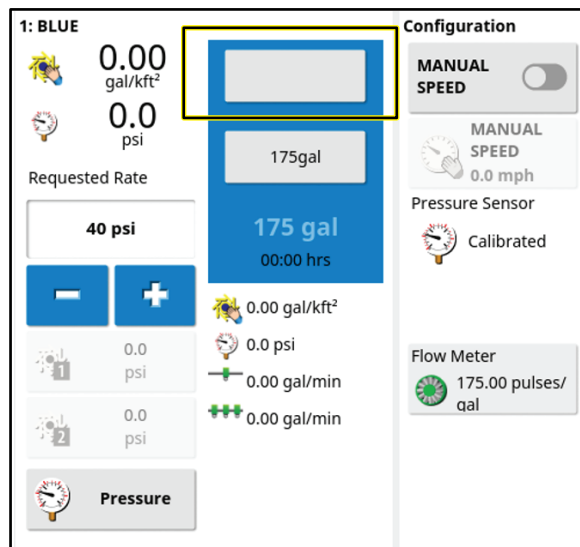 1: BLUE
0.00
gal/kft²
0.0
psi
Requested Rate
40 psi
1
0.0
psi
2
0.0
psi
Pressure
175gal
175 gal
00:00 hrs
0.00 gal/kft²
0.0 psi
0.00 gal/min
0.00 gal/min
Configuration
MANUAL
SPEED
MANUAL
SPEED
0.0 mph
Pressure Sensor
Calibrated
Flow Meter
175.00 pulses/
gal